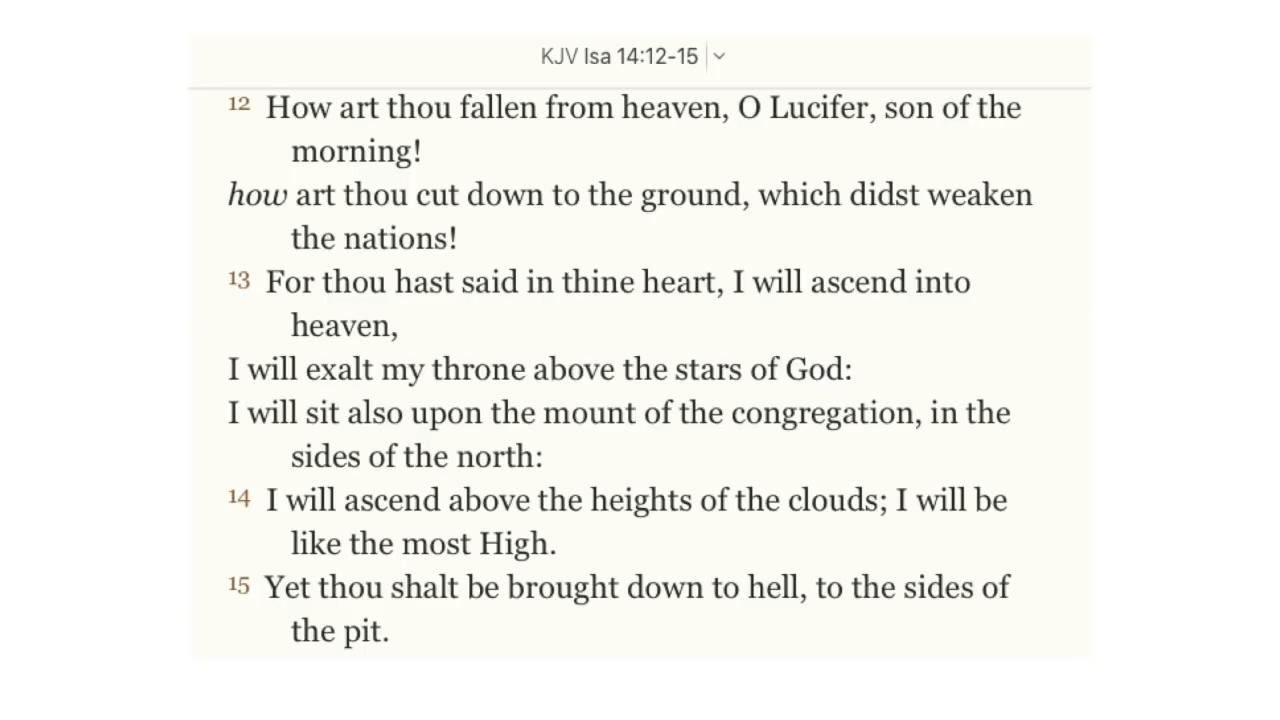 KJV Isa 14:12-15
12 How art thou fallen from heaven, O Lucifer, son of the
morning!
how art thou cut down to the ground, which didst weaken
the nations!
13 For thou hast said in thine heart, I will ascend into
heaven,
I will exalt my throne above the stars of God:
I will sit also upon the mount of the congregation, in the
sides of the north:
14 I will ascend above the heights of the clouds; I will be
like the most High.
15 Yet thou shalt be brought down to hell, to the sides of
the pit.